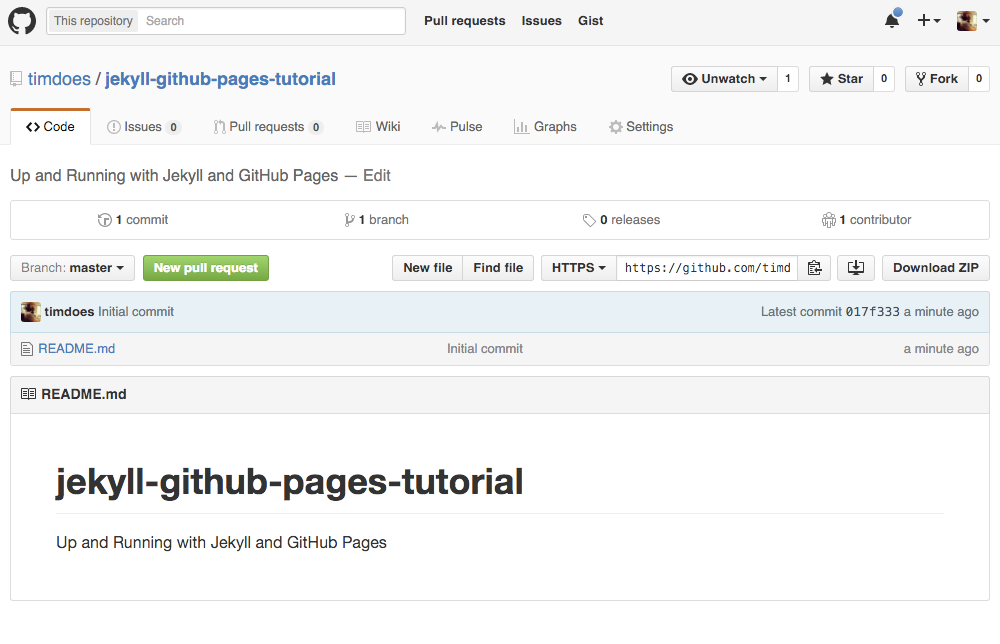 This repository Search Pull requests Issues Gist
timdoes / jekyll-github-pages-tutorial Unwatch 1 Star 0 Fork 0
Code Issues 0 Pull requests 0 Wiki Pulse Graphs Settings
Up and Running with Jekyll and GitHub Pages — Edit
1 commit 1 branch 0 releases 1 contributor
Branch: master New pull request New file Find file HTTPS https://github.com/timd Download ZIP
timdoes Initial commit Latest commit 017f333 a minute ago
README.md Initial commit a minute ago
README.md
jekyll-github-pages-tutorial
Up and Running with Jekyll and GitHub Pages